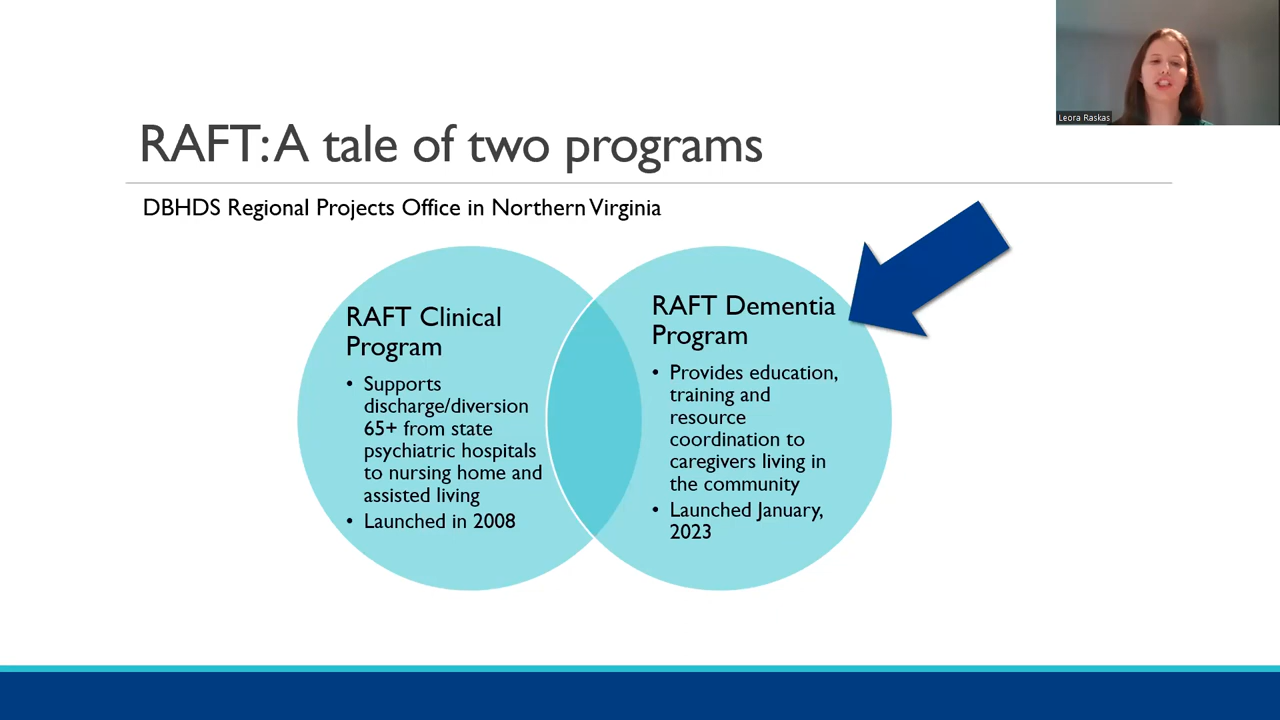 Leora Raskas
RAFT: A tale of two programs
DBHDS Regional Projects Office in Northern Virginia
RAFT Clinical
Program
• Supports
discharge/diversion
65+ from state
psychiatric hospitals
to nursing home and
assisted living
• Launched in 2008
RAFT Dementia
Program
• Provides education,
training and
resource
coordination to
caregivers living in
the community
• Launched January,
2023